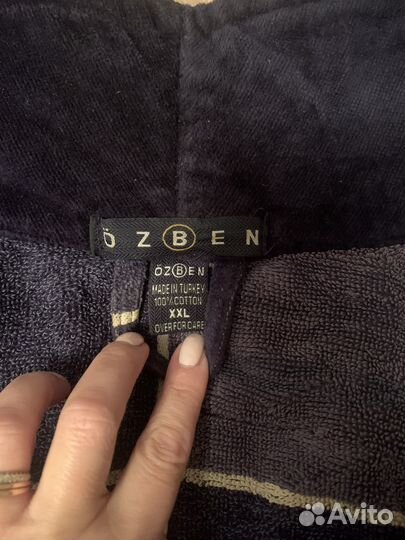 ÖZBEN
ÖZBEN
MADE IN TURKEY
100% COTTON
XXL
OVER FOR CARE
Avito